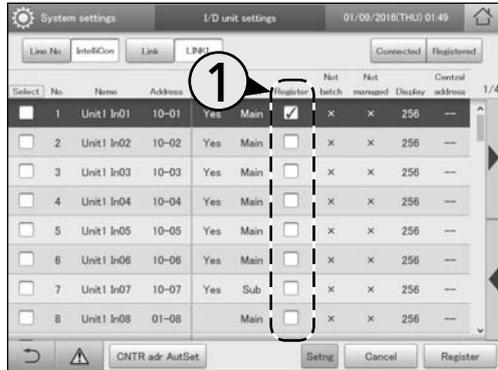 System settings I/D unit settings 01/09/2016(THU) 01:49
Line No. IntelliCon Link LINK1 Connected Registered
1
Select No. Name Address Register Not batch Not managed Display Central address 1/4
1 Unit1 In01 10-01 Yes Main ✓ × × 256 ---
2 Unit1 In02 10-02 Yes Main × × 256 ---
3 Unit1 In03 10-03 Yes Main × × 256 ---
4 Unit1 In04 10-04 Yes Main × × 256 ---
5 Unit1 In05 10-05 Yes Main × × 256 ---
6 Unit1 In06 10-06 Yes Main × × 256 ---
7 Unit1 In07 10-07 Yes Sub × × 256 ---
8 Unit1 In08 01-08 Main × × 256 ---
CNTR adr AutSet Setng Cancel Register